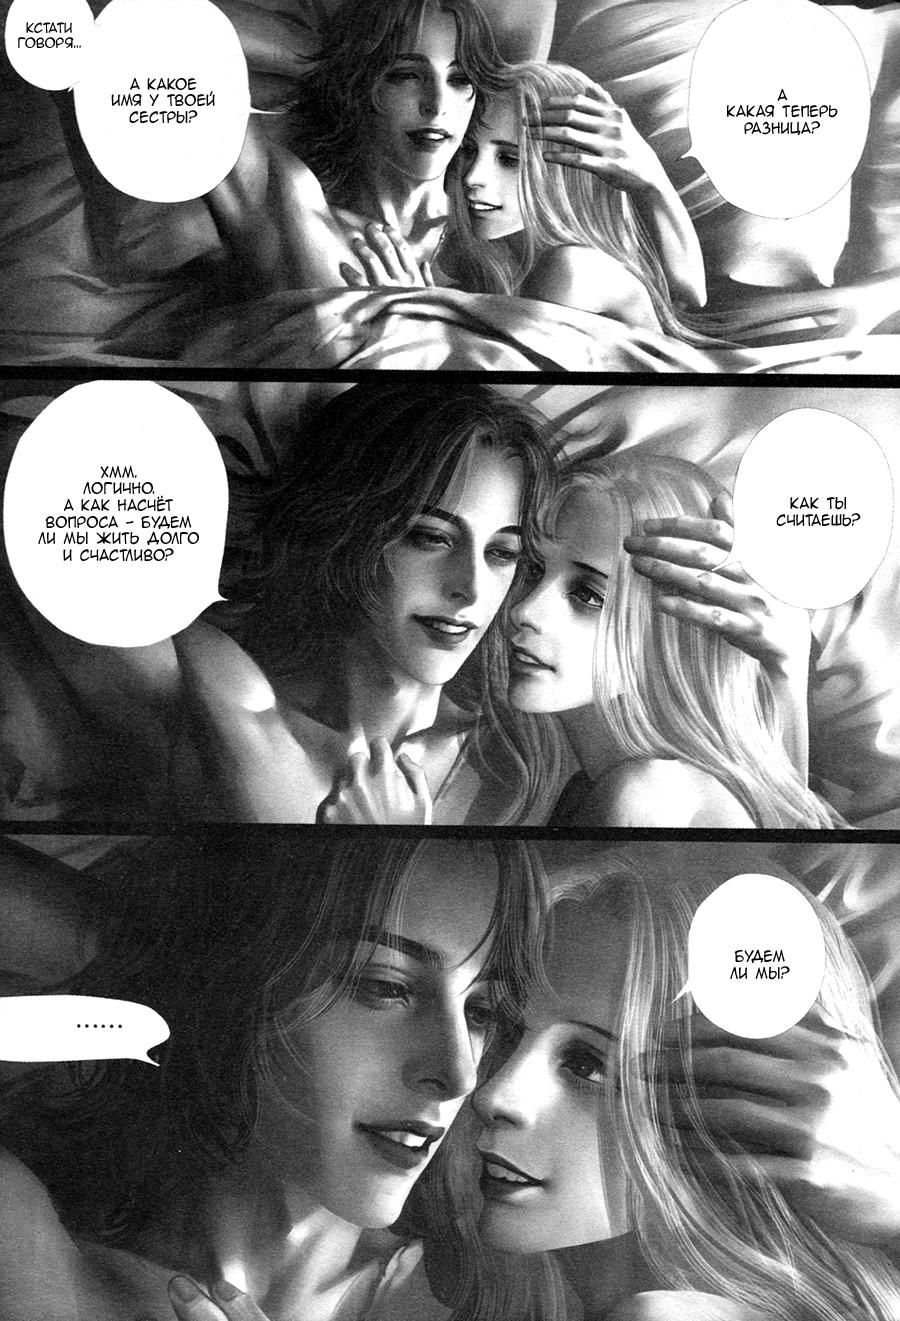 КСТАТИ
ГОВОРЯ...
А КАКОЕ
ИМЯ У ТВОЕЙ
СЕСТРЫ?
А
КАКАЯ ТЕПЕРЬ
РАЗНИЦА?
ХММ.
ЛОГИЧНО.
А КАК НАСЧЁТ
ВОПРОСА - БУДЕМ
ЛИ МЫ ЖИТЬ ДОЛГО
И СЧАСТЛИВО?
КАК ТЫ
СЧИТАЕШЬ?
БУДЕМ
ЛИ МЫ?
......